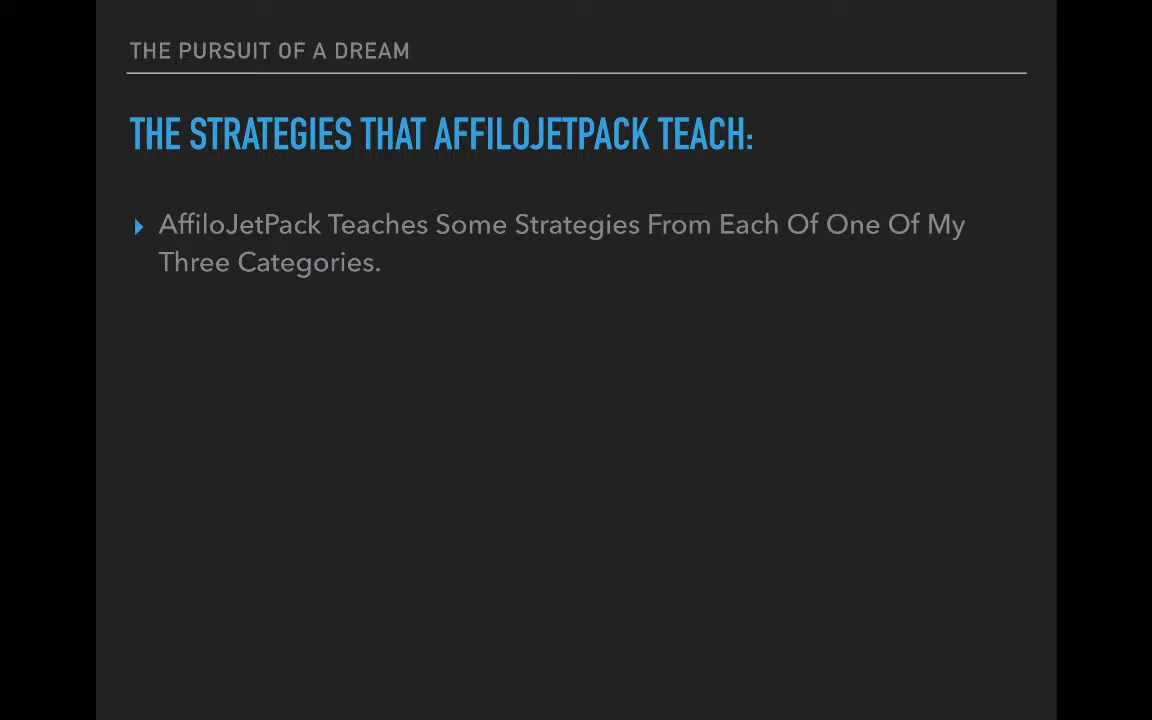 THE PURSUIT OF A DREAM
THE STRATEGIES THAT AFFILOJETPACK TEACH:
AffiloJetPack Teaches Some Strategies From Each Of One Of My
Three Categories.